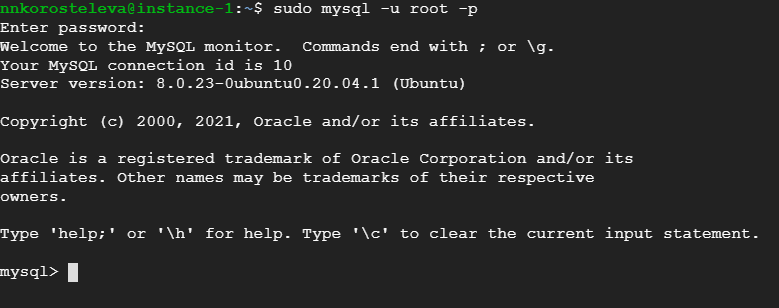 nnkorosteleva@instance-1:~$ sudo mysql -u root -p
Enter password:
Welcome to the MySQL monitor.  Commands end with ; or \g.
Your MySQL connection id is 10
Server version: 8.0.23-0ubuntu0.20.04.1 (Ubuntu)

Copyright (c) 2000, 2021, Oracle and/or its affiliates.

Oracle is a registered trademark of Oracle Corporation and/or its
affiliates. Other names may be trademarks of their respective
owners.

Type 'help;' or '\h' for help. Type '\c' to clear the current input statement.

mysql>